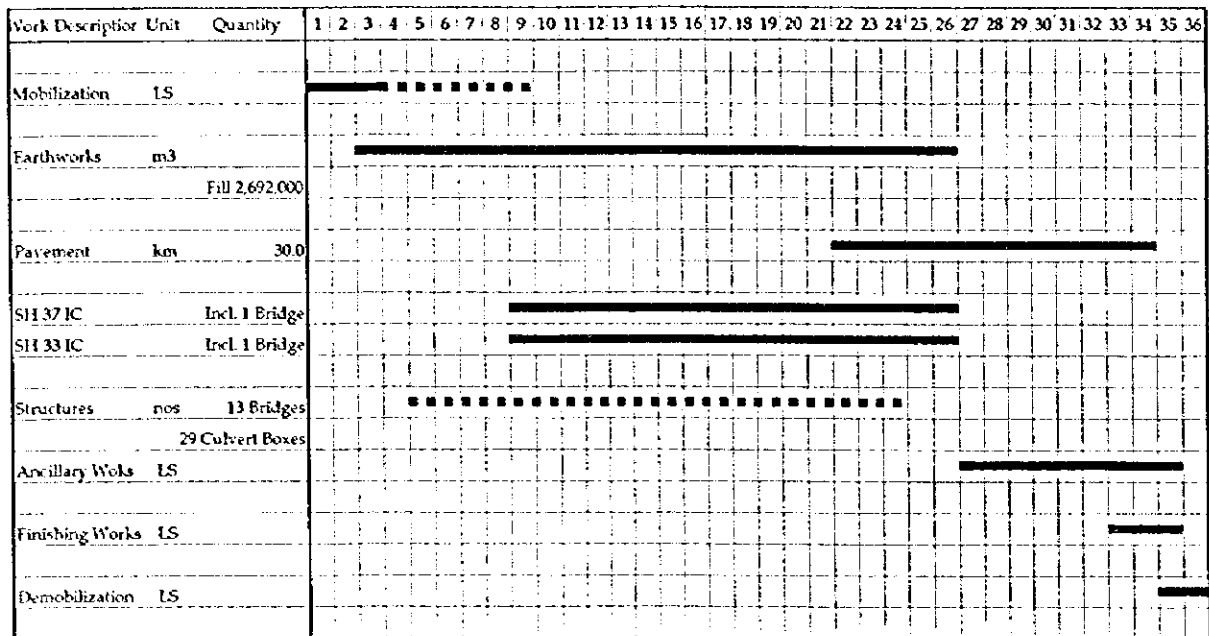 Work Description Unit Quantity 1 2 3 4 5 6 7 8 9 10 11 12 13 14 15 16 17 18 19 20 21 22 23 24 25 26 27 28 29 30 31 32 33 34 35 36
Mobilization LS
Earthworks m3
Fill 2,692,000
Pavement km 30.0
SH 37 IC Incl. 1 Bridge
SH 33 IC Incl. 1 Bridge
Structures nos 13 Bridges
29 Culvert Boxes
Ancillary Woks LS
Finishing Works LS
Demobilization LS